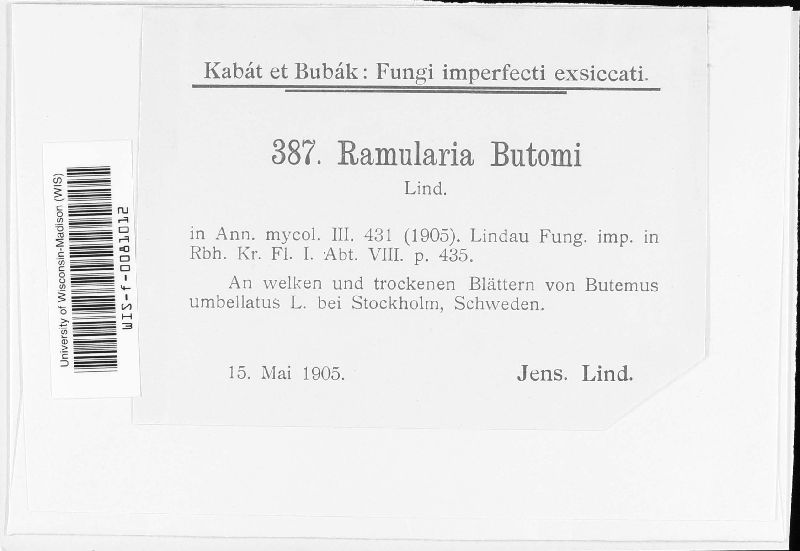 Kabát et Bubák: Fungi imperfecti exsiccati.
387. Ramularia Butomi
Lind.
in Ann. mycol. III. 431 (1905). Lindau Fung. imp. in
Rbh. Kr. Fl. I. Abt. VIII. p. 435.
An welken und trockenen Blättern von Butemus
umbellatus L. bei Stockholm, Schweden.
15. Mai 1905.
Jens. Lind.
University of Wisconsin-Madison (WIS)
WIS-f-0081012